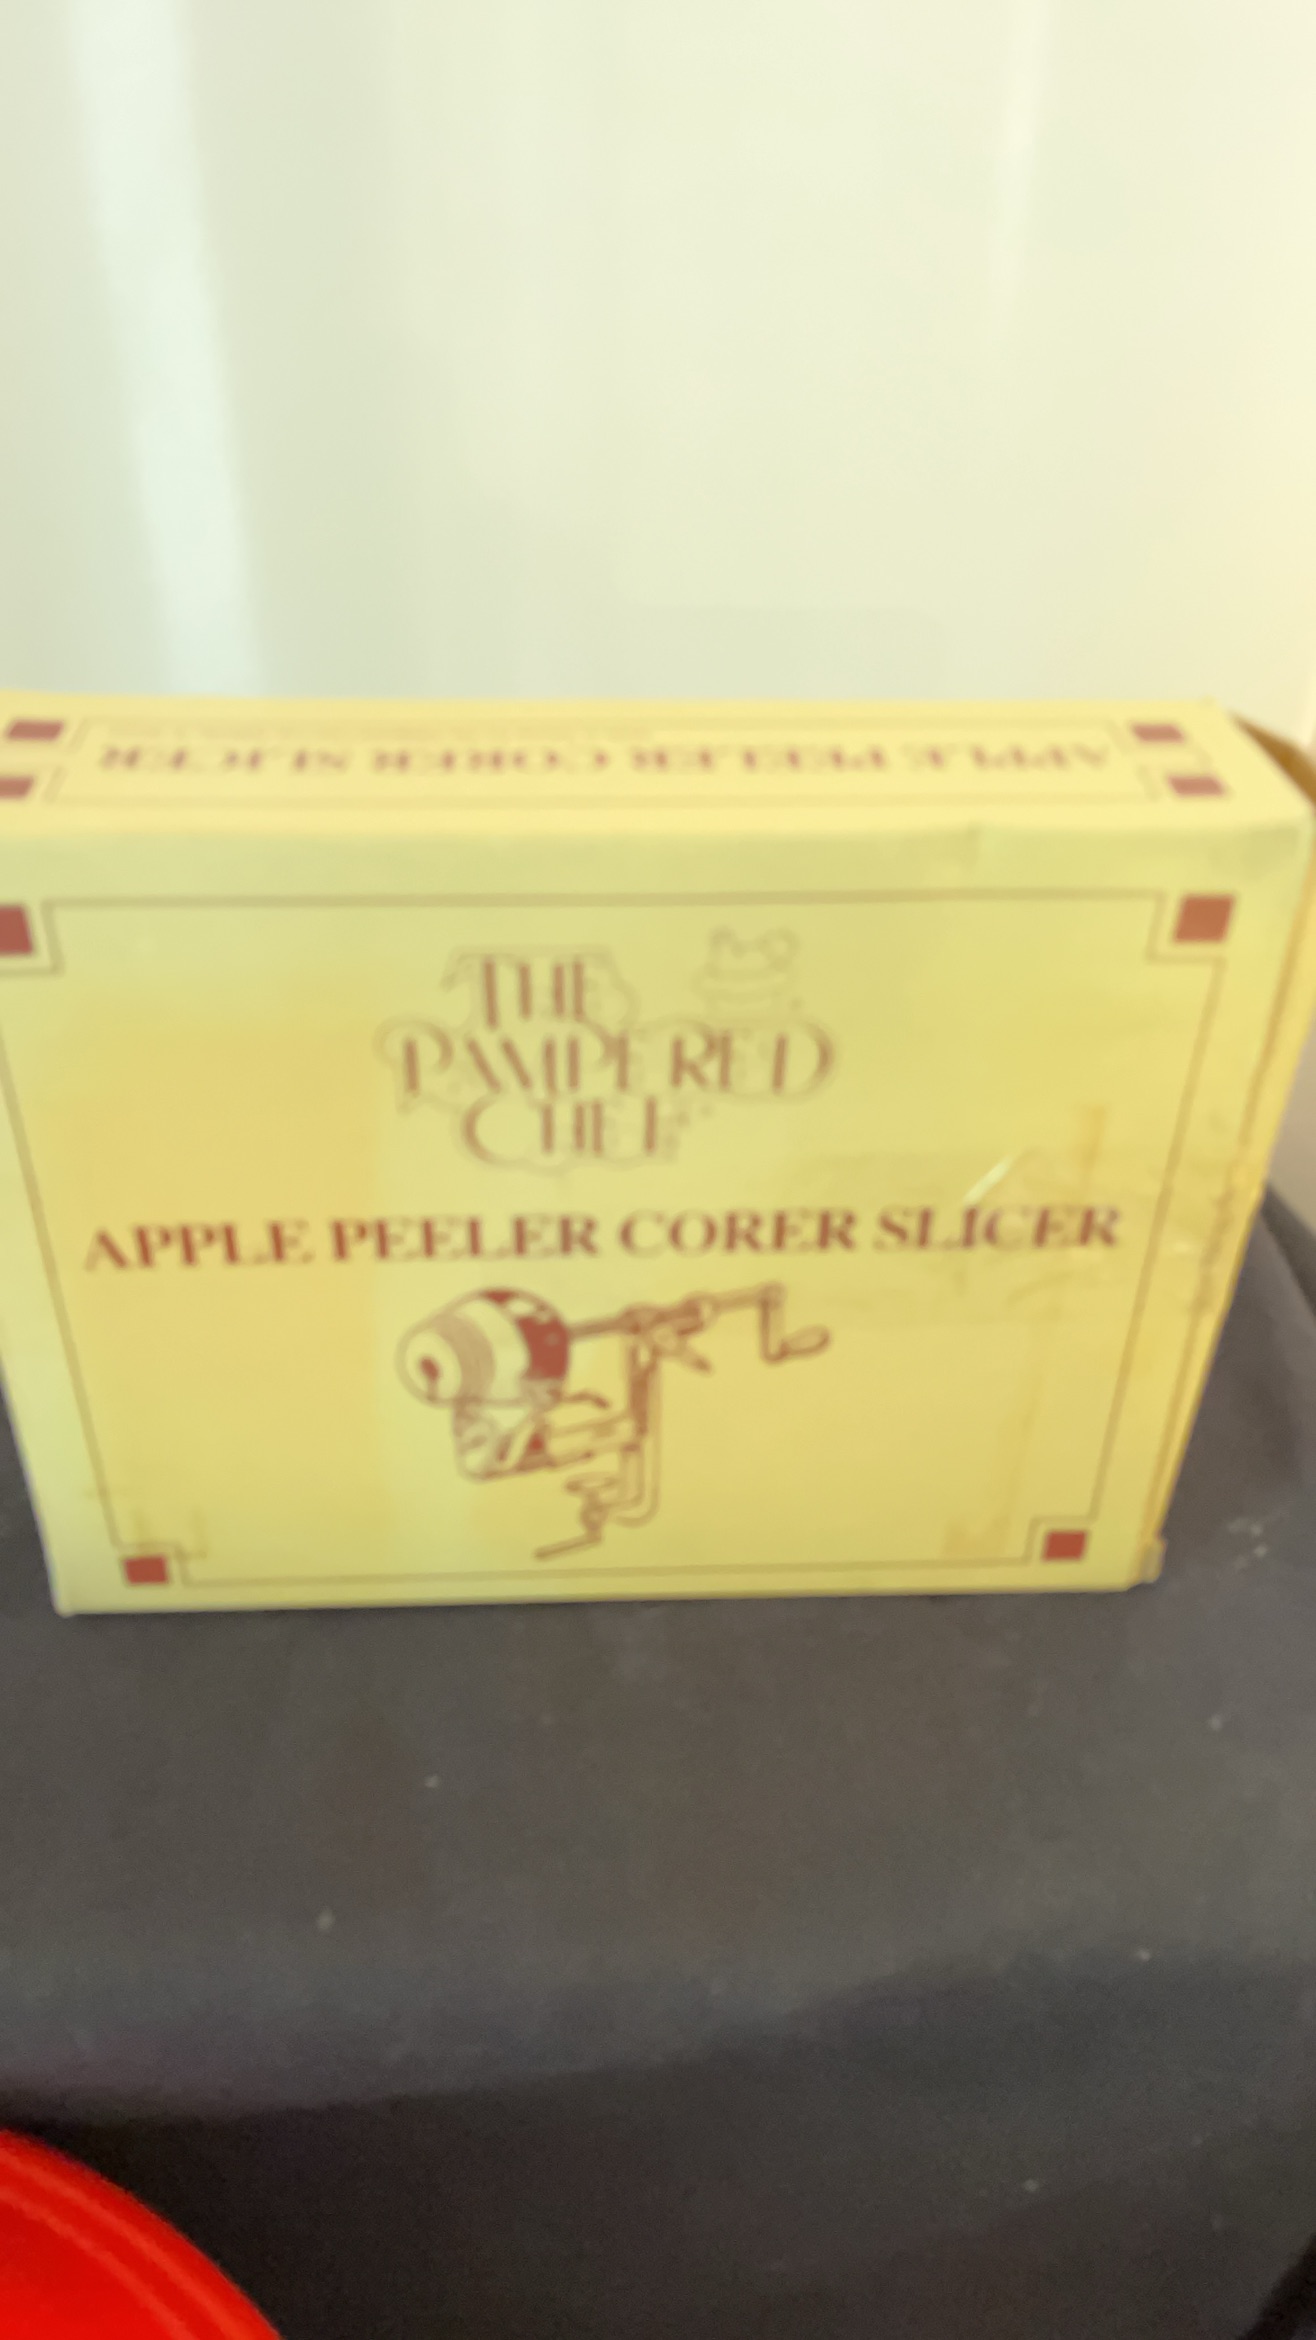 APPLE PEELER CORER SLICER
THE
PAMPERED
CHEF
APPLE PEELER CORER SLICER